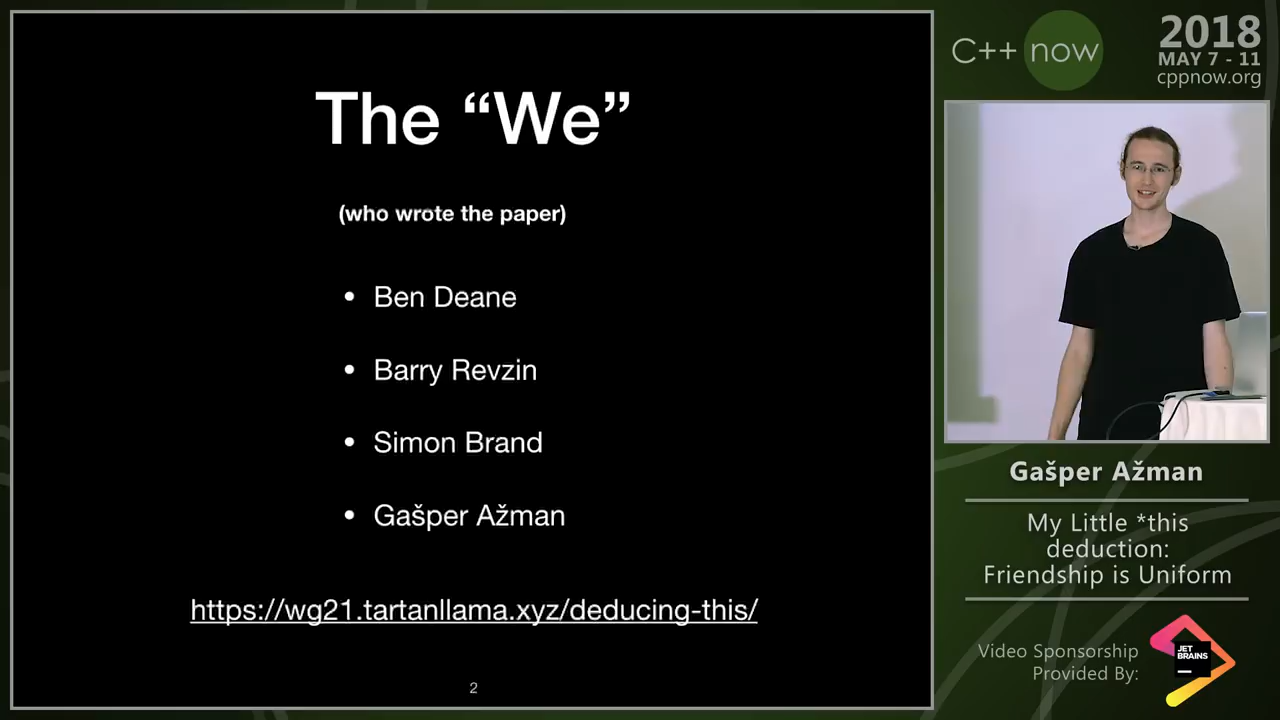 The “We”
(who wrote the paper)
• Ben Deane
• Barry Revzin
• Simon Brand
• Gašper Ažman
https://wg21.tartanllama.xyz/deducing-this/
2
C++ now
2018
MAY 7 - 11
cppnow.org
Gašper Ažman
My Little *this
deduction:
Friendship is Uniform
Video Sponsorship
Provided By:
JET
BRAINS